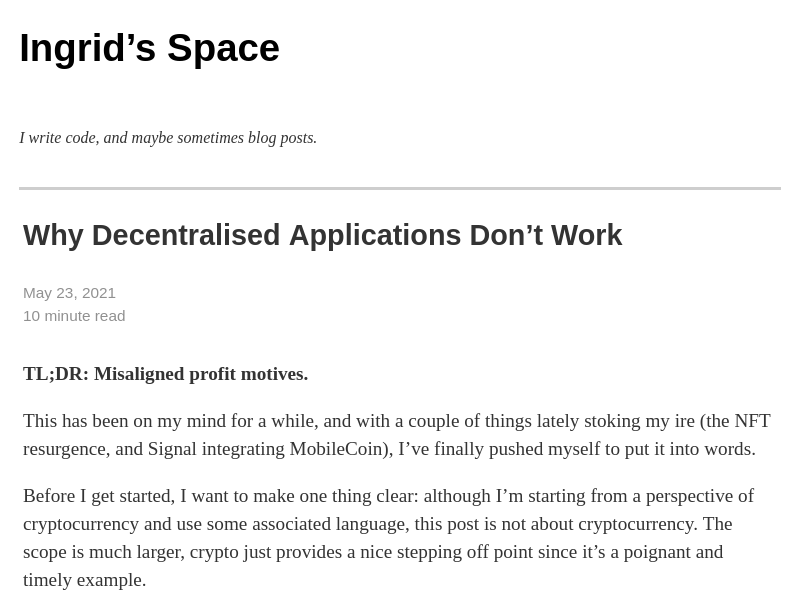 Ingrid’s Space
I write code, and maybe sometimes blog posts.
Why Decentralised Applications Don’t Work
May 23, 2021
10 minute read
TL;DR: Misaligned profit motives.
This has been on my mind for a while, and with a couple of things lately stoking my ire (the NFT
resurgence, and Signal integrating MobileCoin), I’ve finally pushed myself to put it into words.
Before I get started, I want to make one thing clear: although I’m starting from a perspective of
cryptocurrency and use some associated language, this post is not about cryptocurrency. The
scope is much larger, crypto just provides a nice stepping off point since it’s a poignant and
timely example.